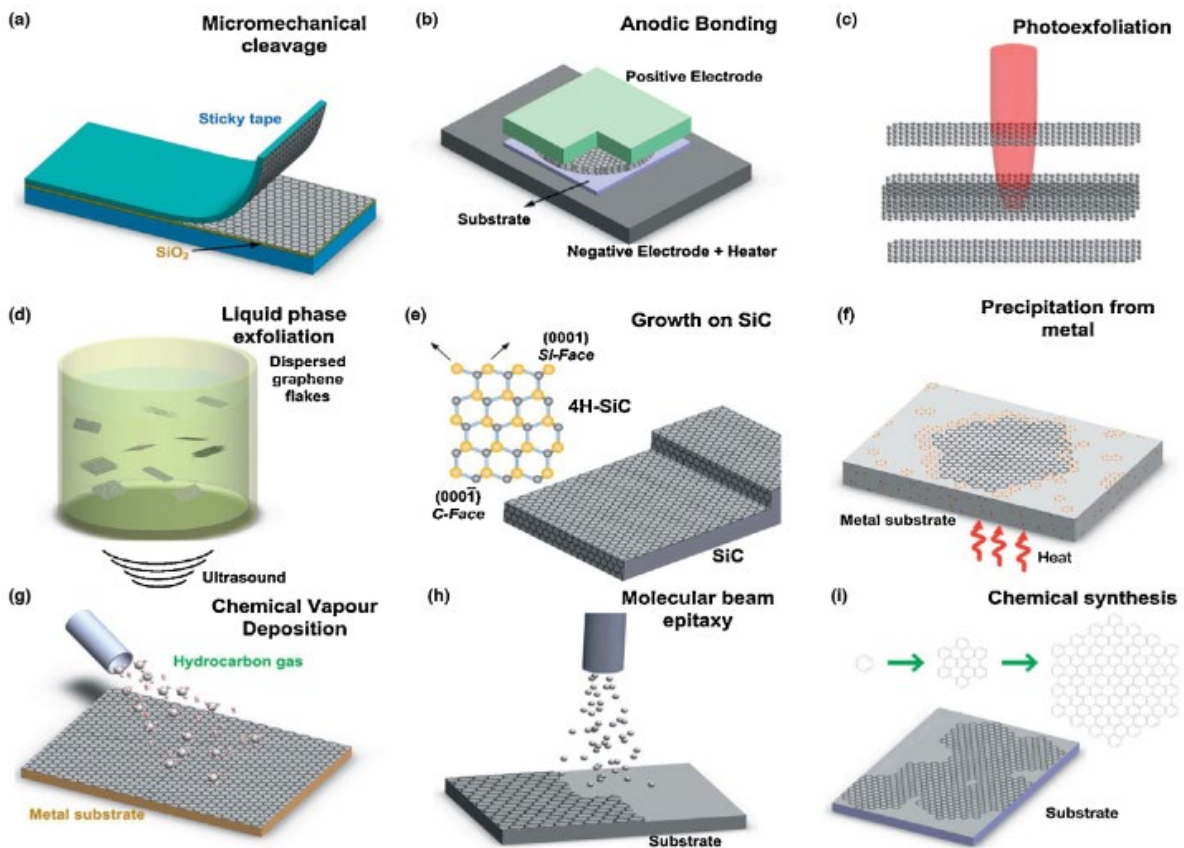 (a)
Micromechanical
cleavage
Sticky tape
SiO₂
(b)
Anodic Bonding
Positive Electrode
Substrate
Negative Electrode + Heater
(c)
Photoexfoliation
(d)
Liquid phase
exfoliation
Dispersed
graphene
flakes
Ultrasound
(e)
Growth on SiC
(0001)
Si-Face
4H-SiC
(0001̅)
C-Face
SiC
(f)
Precipitation from
metal
Metal substrate
Heat
(g)
Chemical Vapour
Deposition
Hydrocarbon gas
Metal substrate
(h)
Molecular beam
epitaxy
Substrate
(i)
Chemical synthesis
Substrate